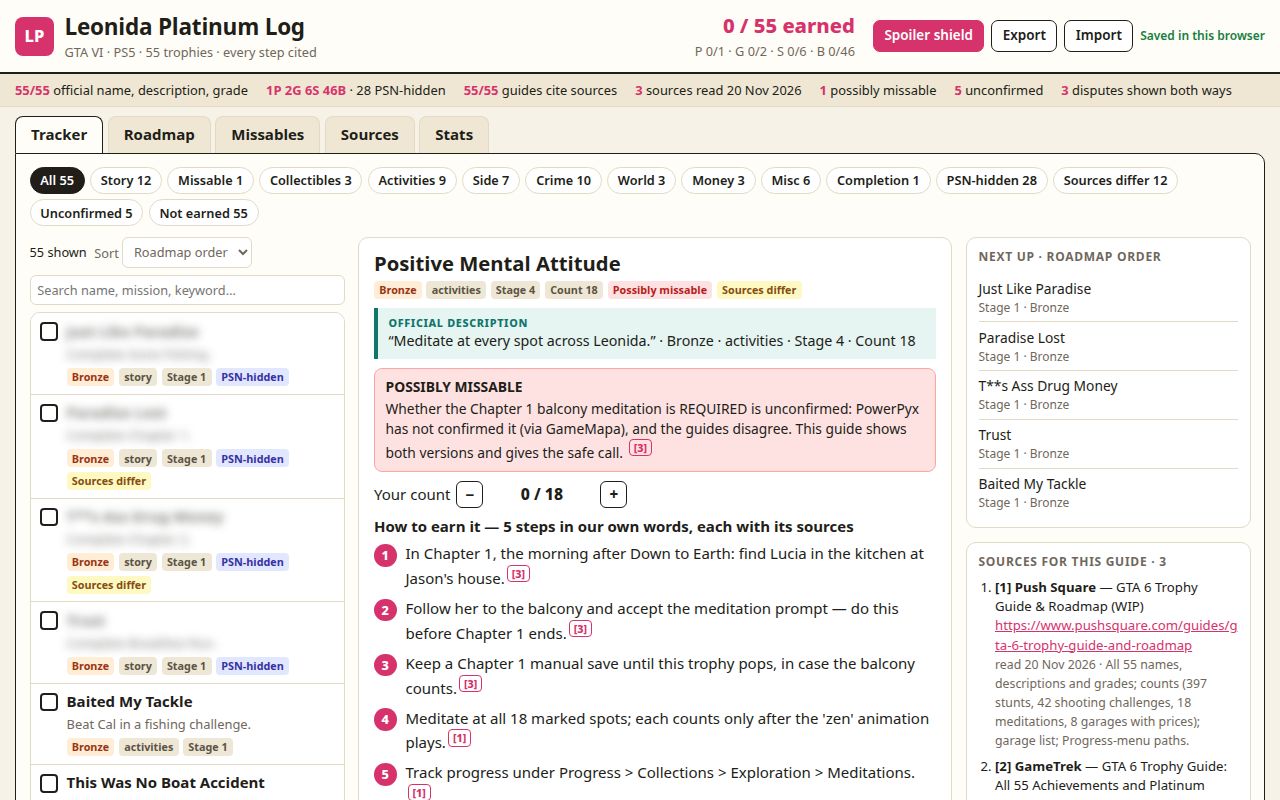 LP
Leonida Platinum Log
GTA VI · PS5 · 55 trophies · every step cited
0 / 55 earned
P 0/1 · G 0/2 · S 0/6 · B 0/46
Spoiler shield
Export
Import
Saved in this browser
55/55 official name, description, grade 1P 2G 6S 46B · 28 PSN-hidden 55/55 guides cite sources 3 sources read 20 Nov 2026 1 possibly missable 5 unconfirmed 3 disputes shown both ways
Tracker Roadmap Missables Sources Stats
All 55 Story 12 Missable 1 Collectibles 3 Activities 9 Side 7 Crime 10 World 3 Money 3 Misc 6 Completion 1 PSN-hidden 28 Sources differ 12
Unconfirmed 5 Not earned 55
55 shown Sort Roadmap order
Search name, mission, keyword...
Bronze story Stage 1 PSN-hidden
Bronze story Stage 1 PSN-hidden
Sources differ
Bronze story Stage 1 PSN-hidden
Sources differ
Bronze story Stage 1 PSN-hidden
Baited My Tackle
Beat Cal in a fishing challenge.
Bronze activities Stage 1
This Was No Boat Accident
Positive Mental Attitude
Bronze activities Stage 4 Count 18 Possibly missable Sources differ
OFFICIAL DESCRIPTION
“Meditate at every spot across Leonida.” · Bronze · activities · Stage 4 · Count 18
POSSIBLY MISSABLE
Whether the Chapter 1 balcony meditation is REQUIRED is unconfirmed: PowerPyx
has not confirmed it (via GameMapa), and the guides disagree. This guide shows
both versions and gives the safe call. [3]
Your count − 0 / 18 +
How to earn it — 5 steps in our own words, each with its sources
1 In Chapter 1, the morning after Down to Earth: find Lucia in the kitchen at
Jason's house. [3]
2 Follow her to the balcony and accept the meditation prompt — do this
before Chapter 1 ends. [3]
3 Keep a Chapter 1 manual save until this trophy pops, in case the balcony
counts. [3]
4 Meditate at all 18 marked spots; each counts only after the 'zen' animation
plays. [1]
5 Track progress under Progress > Collections > Exploration > Meditations.
[1]
NEXT UP · ROADMAP ORDER
Just Like Paradise
Stage 1 · Bronze
Paradise Lost
Stage 1 · Bronze
T**s Ass Drug Money
Stage 1 · Bronze
Trust
Stage 1 · Bronze
Baited My Tackle
Stage 1 · Bronze
SOURCES FOR THIS GUIDE · 3
1. [1] Push Square — GTA 6 Trophy
Guide & Roadmap (WIP)
https://www.pushsquare.com/guides/g
ta-6-trophy-guide-and-roadmap
read 20 Nov 2026 · All 55 names,
descriptions and grades; counts (397
stunts, 42 shooting challenges, 18
meditations, 8 garages with prices);
garage list; Progress-menu paths.
2. [2] GameTrek — GTA 6 Trophy Guide:
All 55 Achievements and Platinum